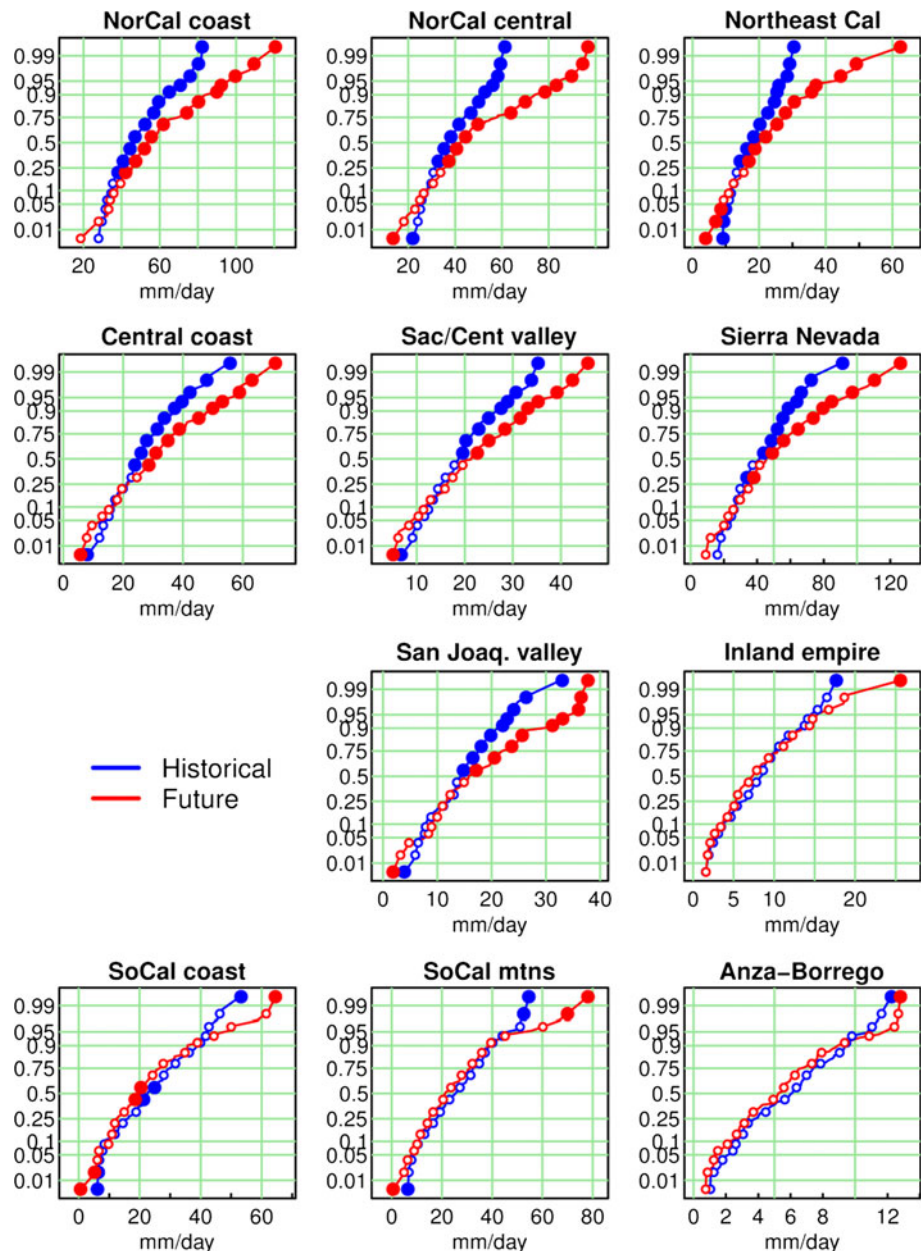 NorCal coast
0.99
0.95
0.9
0.75
0.5
0.25
0.1
0.05
0.01
20 60 100
mm/day
NorCal central
0.99
0.95
0.9
0.75
0.5
0.25
0.1
0.05
0.01
20 40 60 80
mm/day
Northeast Cal
0.99
0.95
0.9
0.75
0.5
0.25
0.1
0.05
0.01
0 20 40 60
mm/day
Central coast
0.99
0.95
0.9
0.75
0.5
0.25
0.1
0.05
0.01
0 20 40 60
mm/day
Sac/Cent valley
0.99
0.95
0.9
0.75
0.5
0.25
0.1
0.05
0.01
10 20 30 40
mm/day
Sierra Nevada
0.99
0.95
0.9
0.75
0.5
0.25
0.1
0.05
0.01
0 40 80 120
mm/day
Historical
Future
San Joaq. valley
0.99
0.95
0.9
0.75
0.5
0.25
0.1
0.05
0.01
0 10 20 30 40
mm/day
Inland empire
0.99
0.95
0.9
0.75
0.5
0.25
0.1
0.05
0.01
0 5 10 20
mm/day
SoCal coast
0.99
0.95
0.9
0.75
0.5
0.25
0.1
0.05
0.01
0 20 40 60
mm/day
SoCal mtns
0.99
0.95
0.9
0.75
0.5
0.25
0.1
0.05
0.01
0 20 40 60 80
mm/day
Anza-Borrego
0.99
0.95
0.9
0.75
0.5
0.25
0.1
0.05
0.01
0 2 4 6 8 12
mm/day